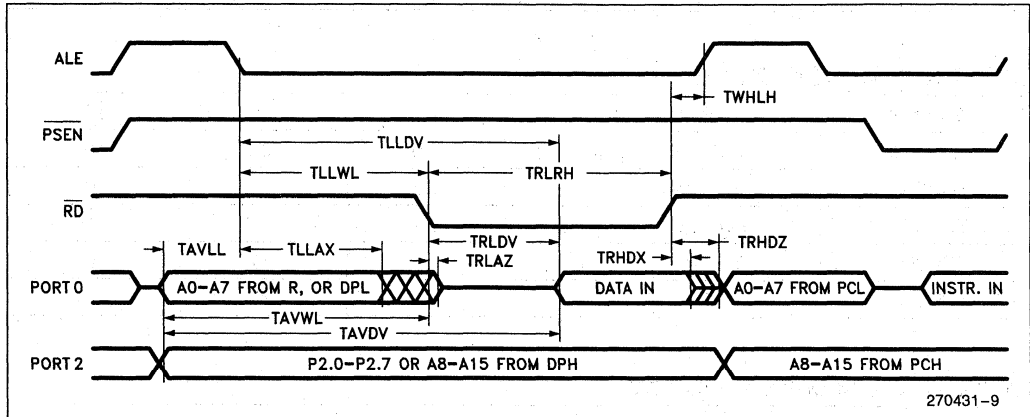 ALE
TWHLH
PSEN
TLLDV
TLLWL
TRLRH
RD
TAVLL
TLLAX
TRLDV
TRLAZ
TRHDX
TRHDZ
PORT 0
A0–A7 FROM R, OR DPL
DATA IN
A0–A7 FROM PCL
INSTR. IN
TAVWL
TAVDV
PORT 2
P2.0–P2.7 OR A8–A15 FROM DPH
A8–A15 FROM PCH
270431–9